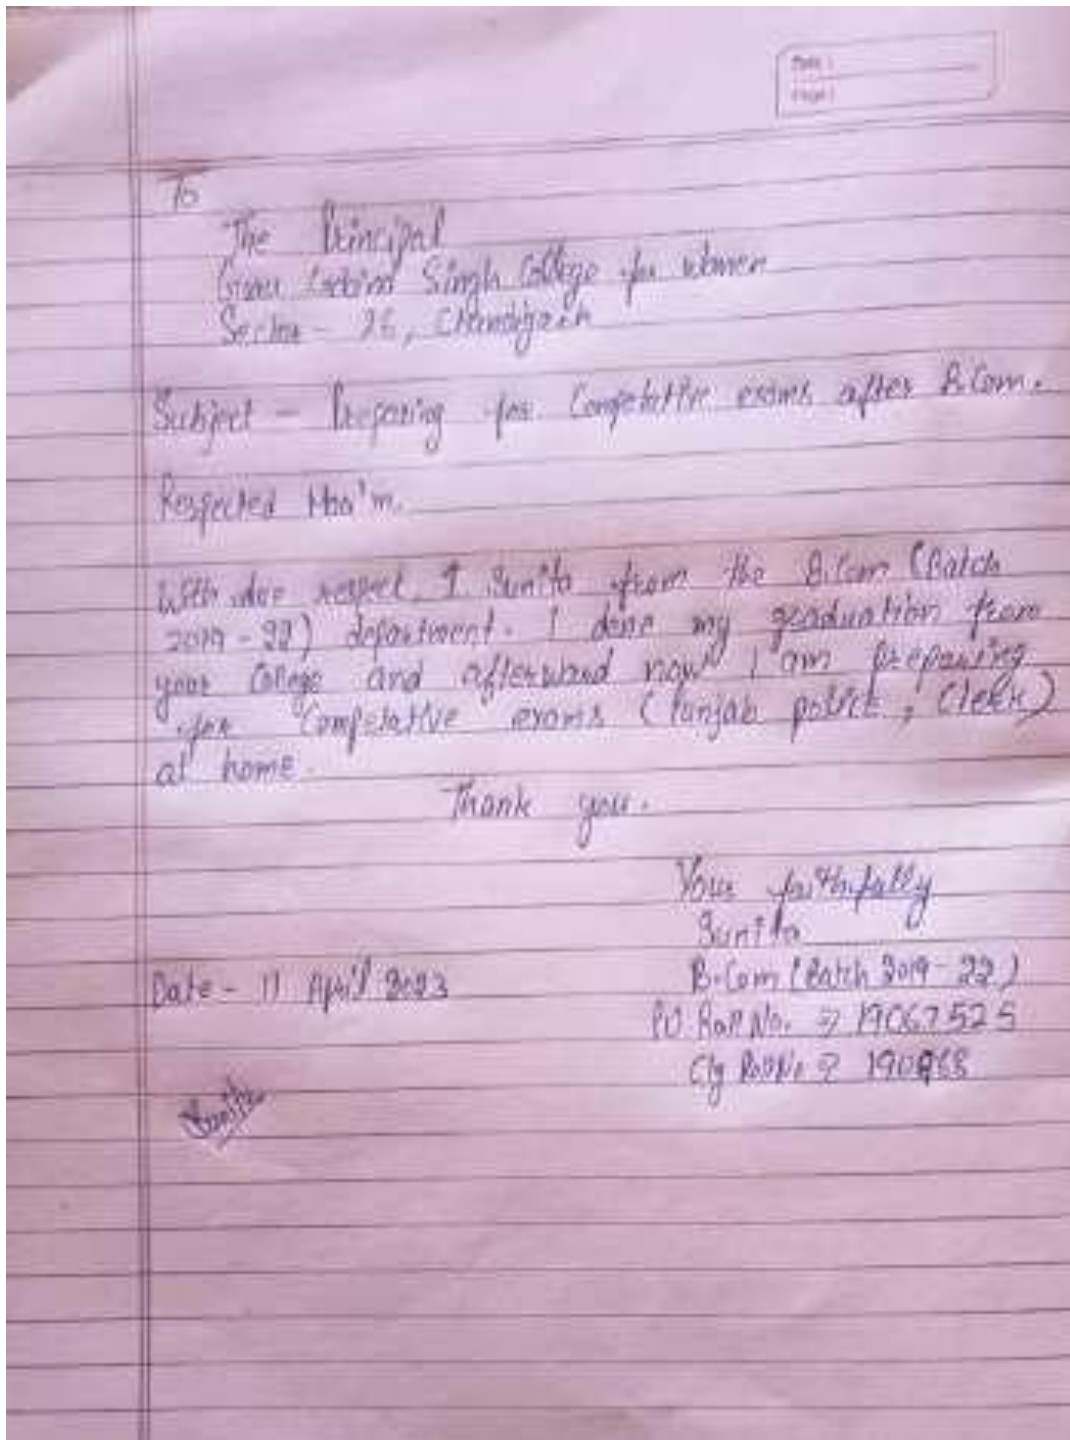 Date :
Page :
To
The Principal
Guru Gobind Singh College for women
Sector - 26, Chandigarh
Subject - Preparing for Competative exams after B.Com.
Respected Maa'm,
With due respect I Sunita from the B.Com (Batch
2019 - 22) department. I done my graduation from
your College and afterward now I am preparing
for Competative exams (Punjab police, Clerk)
at home.
Thank you.
Your faithfully
Sunita
B.Com (Batch 2019 - 22)
Date - 11 April 2023
PU Roll No. => 19067525
Clg Roll No
Sunita